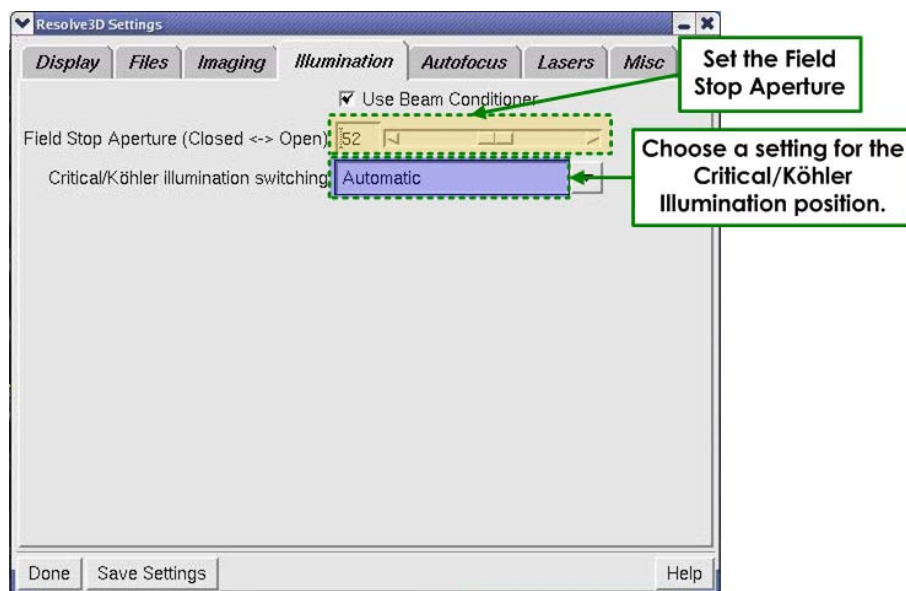 Resolve3D Settings
Display Files Imaging Illumination Autofocus Lasers Misc
Set the Field
Stop Aperture
Use Beam Conditioner
Field Stop Aperture (Closed <-> Open) 52
Choose a setting for the
Critical/Köhler
Illumination position.
Critical/Köhler illumination switching Automatic
Done Save Settings Help